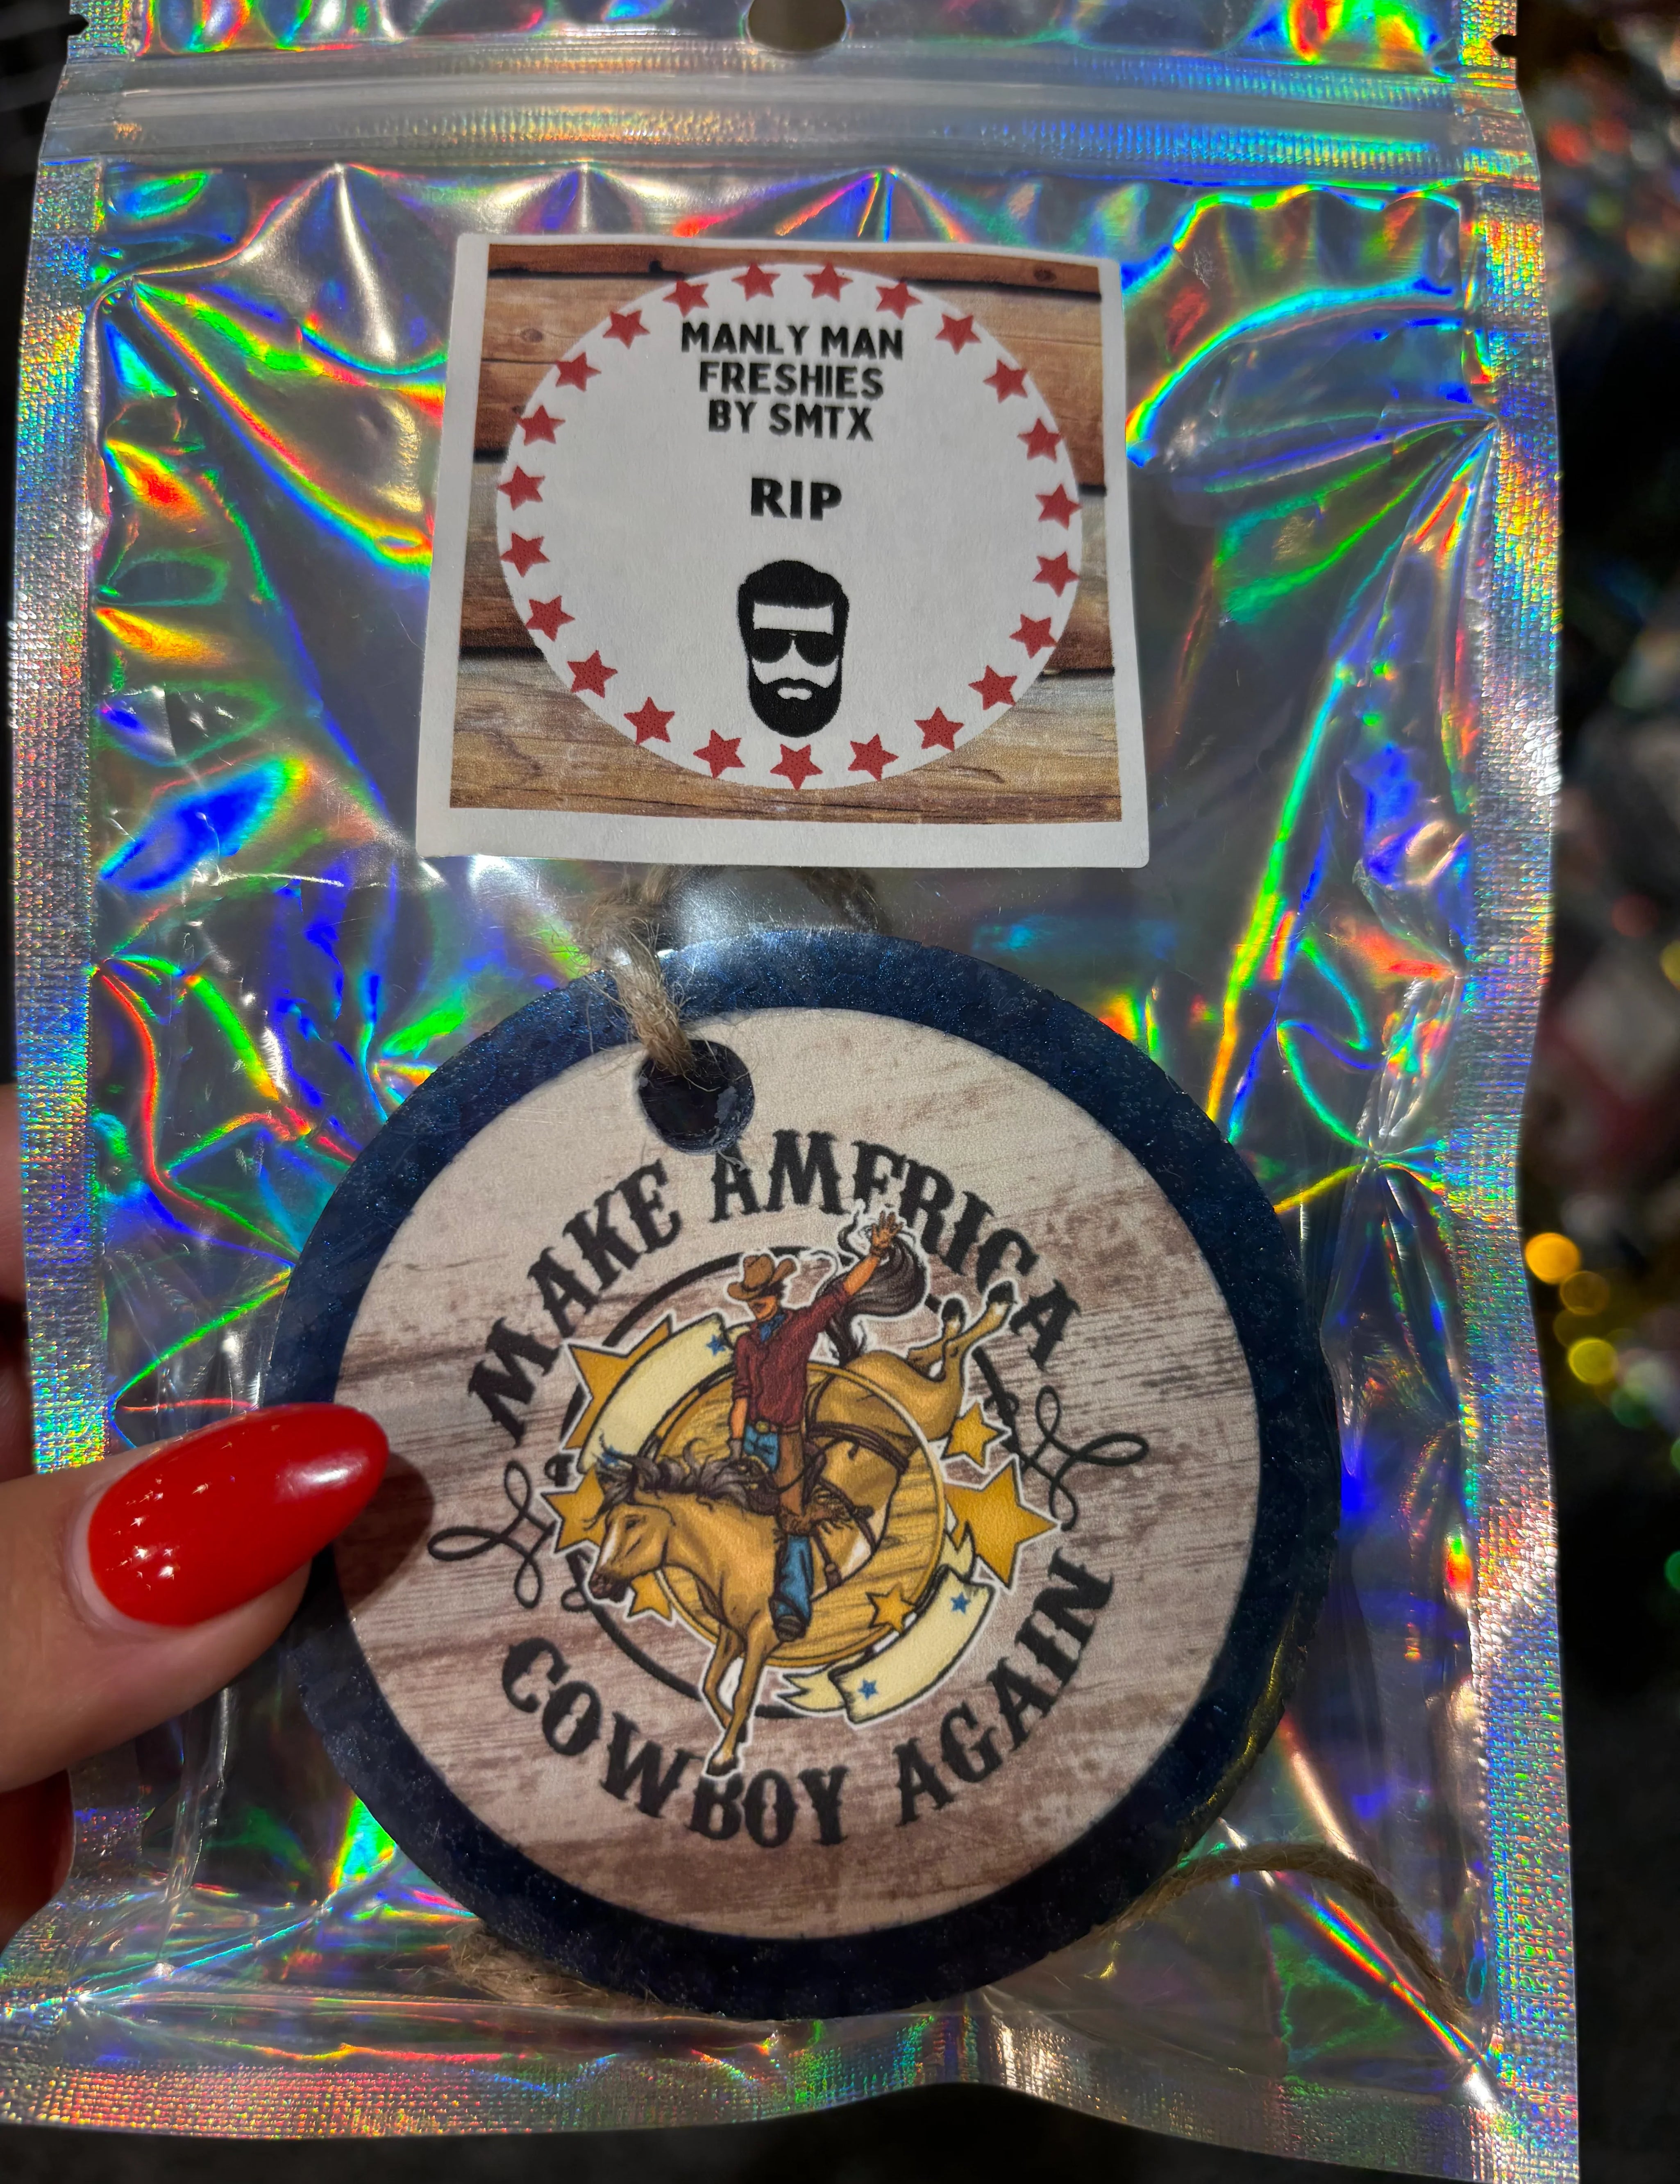 MANLY MAN
FRESHIES
BY SMTX
RIP
MAKE AMERICA
COWBOY AGAIN